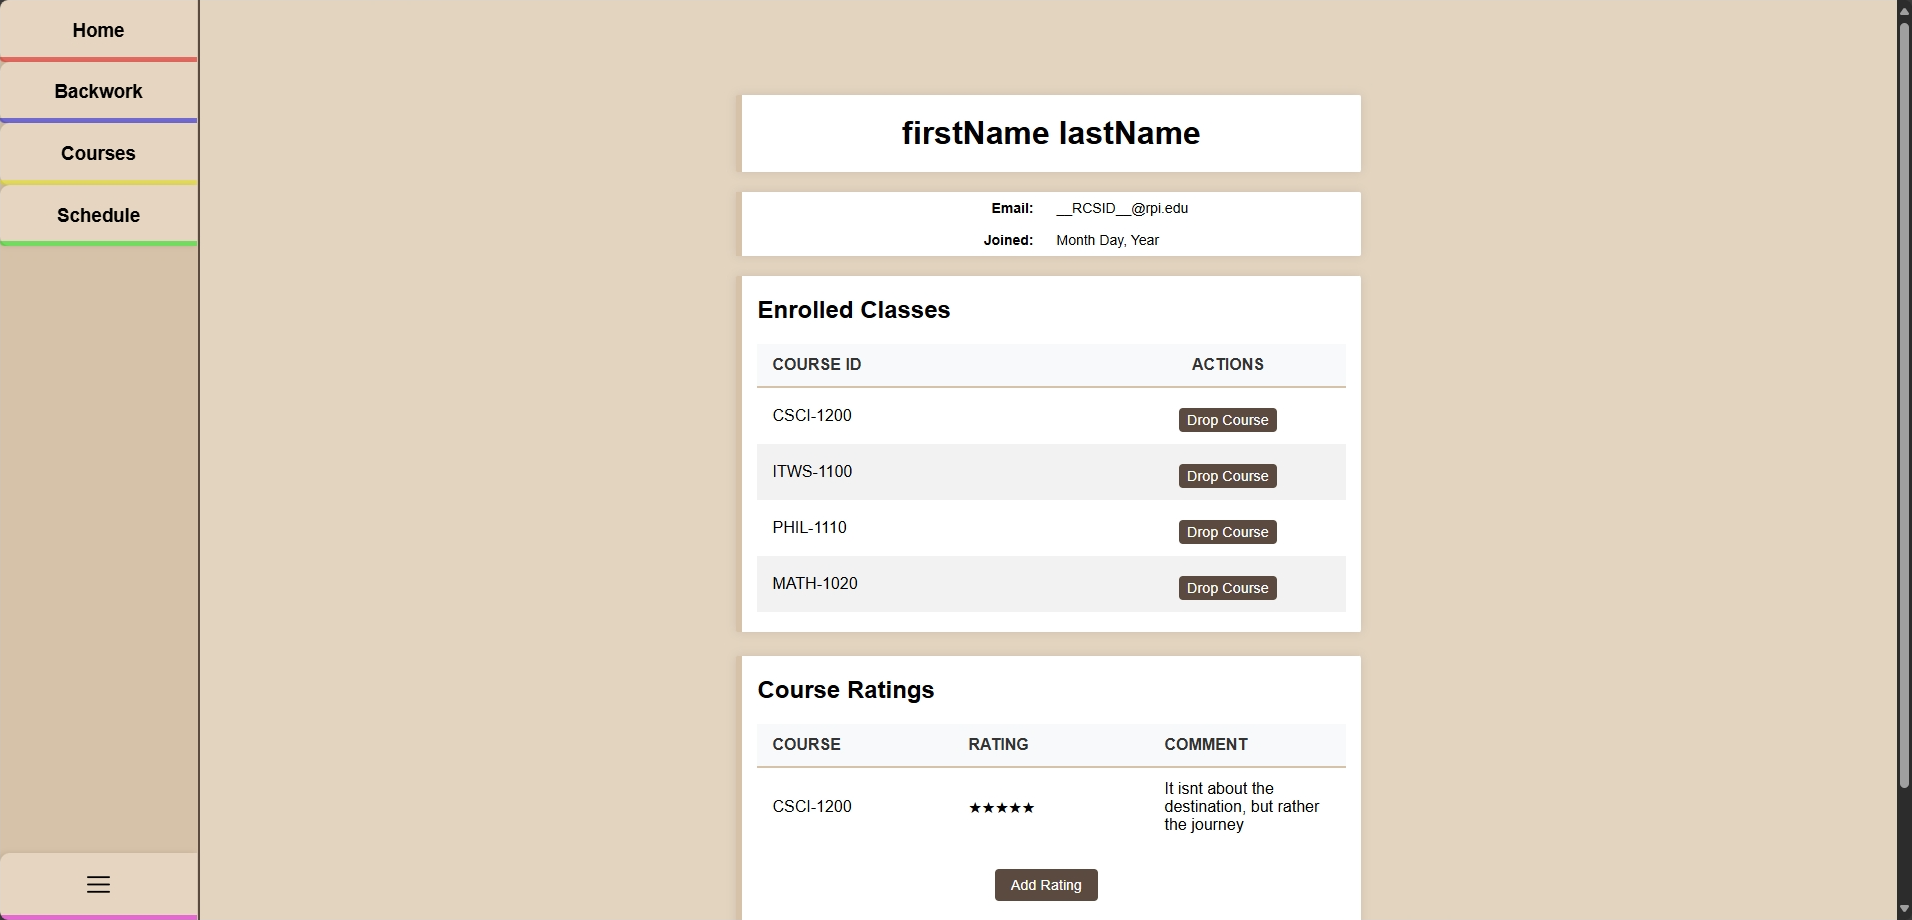 Home
Backwork
Courses
Schedule
firstName lastName
Email: __RCSID__@rpi.edu
Joined: Month Day, Year
Enrolled Classes
COURSE ID ACTIONS
CSCI-1200 Drop Course
ITWS-1100 Drop Course
PHIL-1110 Drop Course
MATH-1020 Drop Course
Course Ratings
COURSE RATING COMMENT
CSCI-1200 ★★★★★ It isnt about the
destination, but rather
the journey
Add Rating